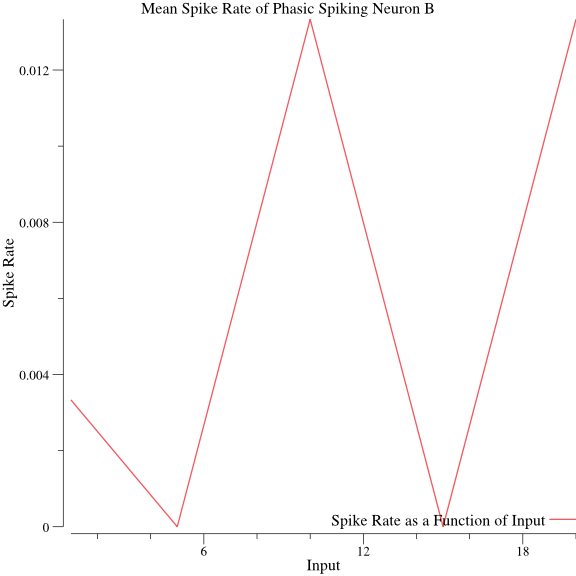 Mean Spike Rate of Phasic Spiking Neuron B
0.012
0.008
Spike Rate
0.004
Spike Rate as a Function of Input
0
6
12
18
Input